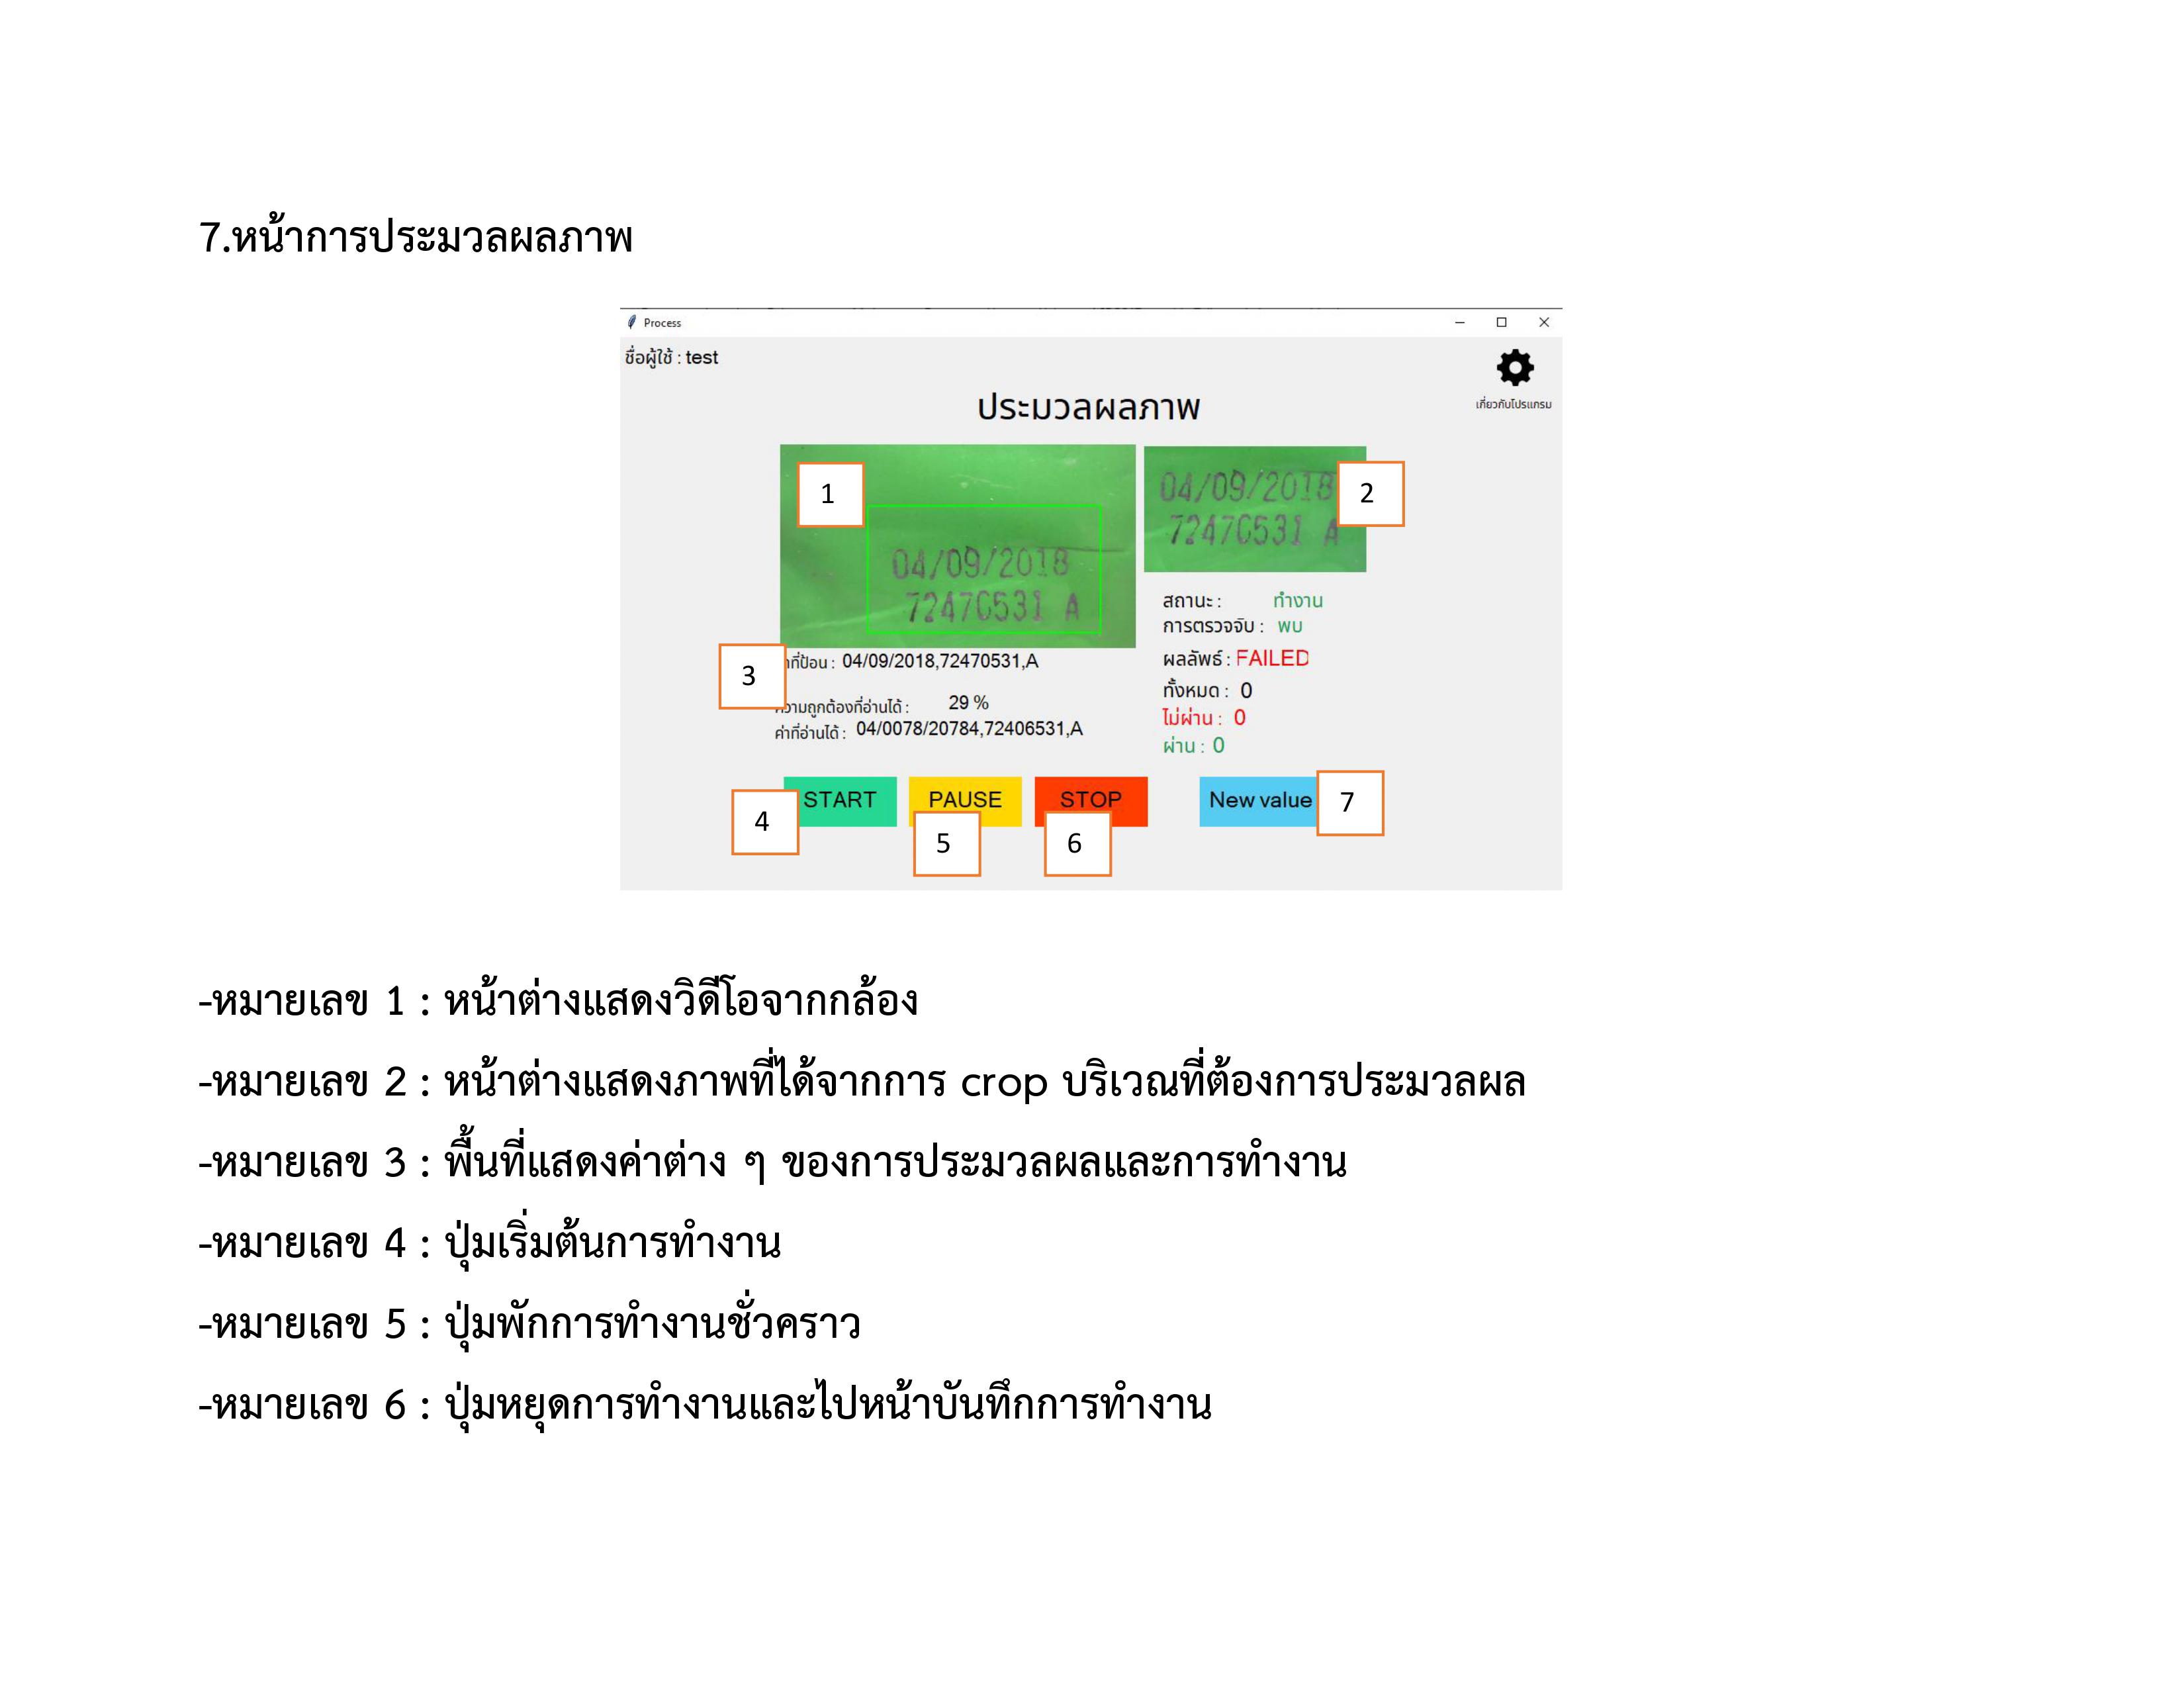 7.หน้าการประมวลผลภาพ
Process
ชื่อผู้ใช้ : test
เกี่ยวกับโปรแกรม
ประมวลผลภาพ
1
04/09/2018
7247C531 A
2
04/09/2018
7247C531 A
3
ที่ป้อน : 04/09/2018,72470531,A
ความถูกต้องที่อ่านได้ : 29 %
ค่าที่อ่านได้ : 04/0078/20784,72406531,A
สถานะ : ทำงาน
การตรวจจับ : พบ
ผลลัพธ์ : FAILED
ทั้งหมด : 0
ไม่ผ่าน : 0
ผ่าน : 0
4
START
PAUSE
5
STOP
6
New value
7
-หมายเลข 1 : หน้าต่างแสดงวิดีโอจากกล้อง
-หมายเลข 2 : หน้าต่างแสดงภาพที่ได้จากการ crop บริเวณที่ต้องการประมวลผล
-หมายเลข 3 : พื้นที่แสดงค่าต่าง ๆ ของการประมวลผลและการทำงาน
-หมายเลข 4 : ปุ่มเริ่มต้นการทำงาน
-หมายเลข 5 : ปุ่มพักการทำงานชั่วคราว
-หมายเลข 6 : ปุ่มหยุดการทำงานและไปหน้าบันทึกการทำงาน